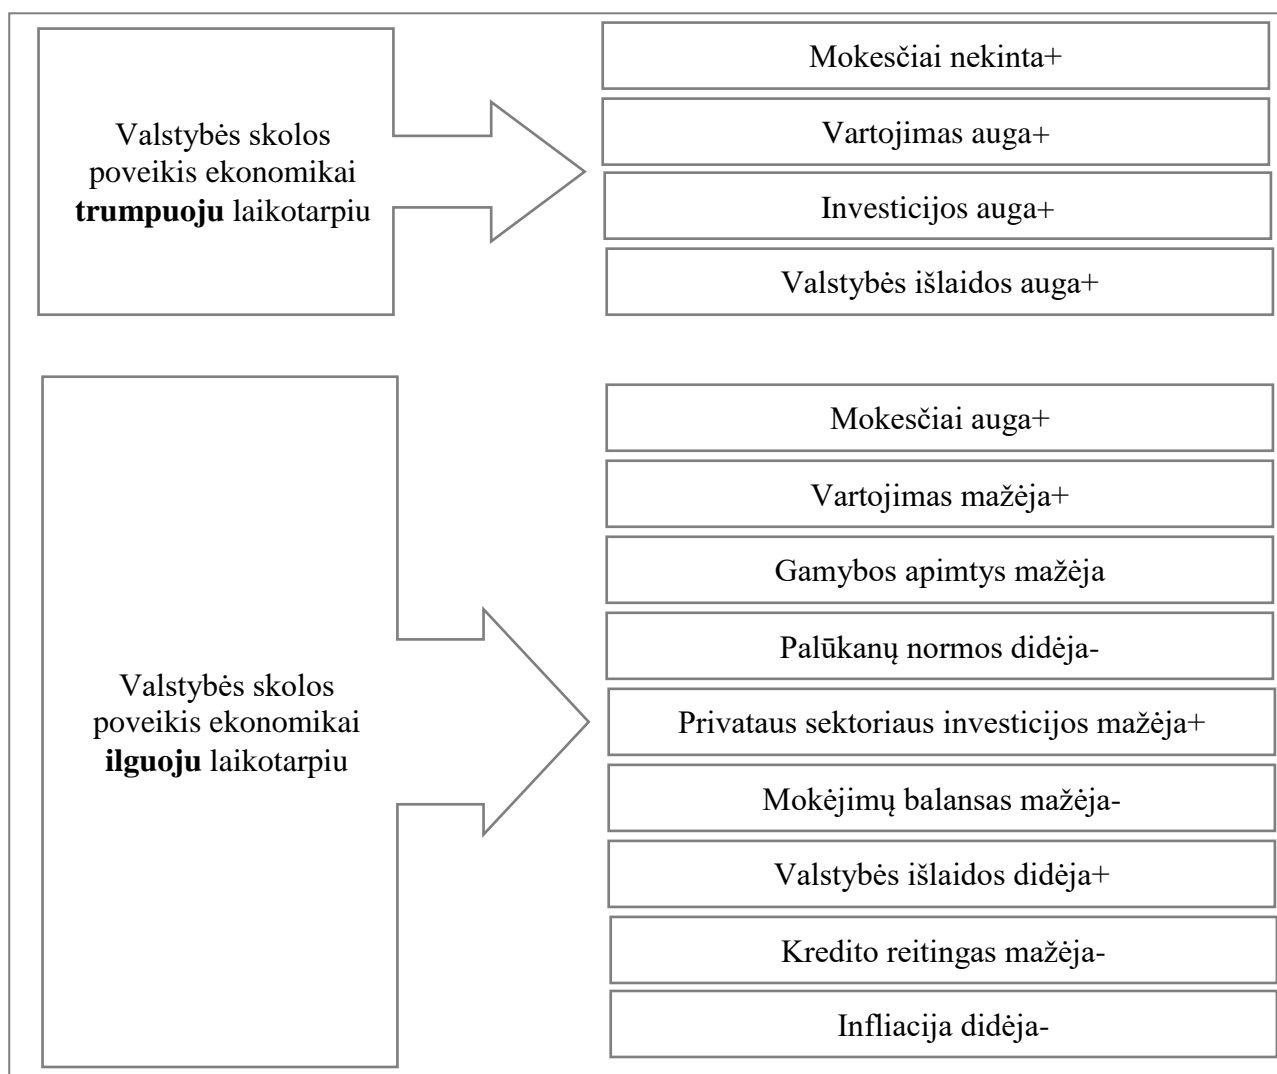 Valstybės skolos
poveikis ekonomikai
trumpuoju laikotarpiu
Mokesčiai nekinta+
Vartojimas auga+
Investicijos auga+
Valstybės išlaidos auga+
Valstybės skolos
poveikis ekonomikai
ilguoju laikotarpiu
Mokesčiai auga+
Vartojimas mažėja+
Gamybos apimtys mažėja
Palūkanų normos didėja-
Privataus sektoriaus investicijos mažėja+
Mokėjimų balansas mažėja-
Valstybės išlaidos didėja+
Kredito reitingas mažėja-
Infliacija didėja-